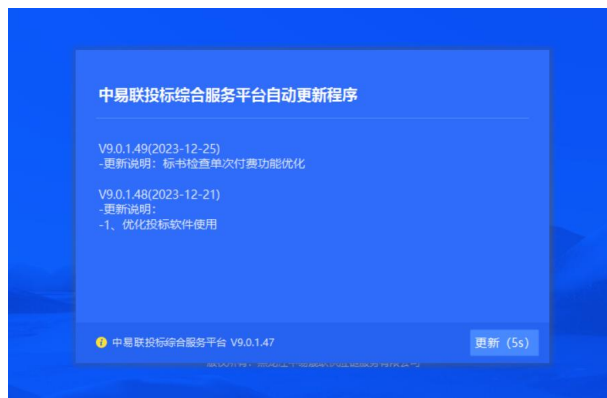 中易联投标综合服务平台自动更新程序
V9.0.1.49(2023-12-25)
-更新说明：标书检查单次付费功能优化
V9.0.1.48(2023-12-21)
-更新说明：
-1、优化投标软件使用
中易联投标综合服务平台 V9.0.1.47
更新（5s）